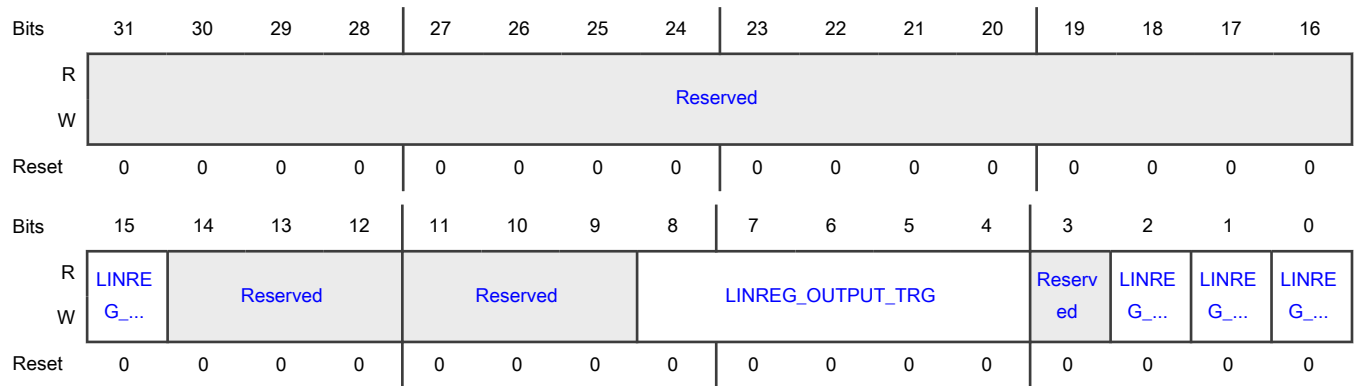 Bits 31 30 29 28 27 26 25 24 23 22 21 20 19 18 17 16
R
Reserved
W
Reset 0 0 0 0 0 0 0 0 0 0 0 0 0 0 0 0
Bits 15 14 13 12 11 10 9 8 7 6 5 4 3 2 1 0
R LINRE Reserved Reserved LINREG_OUTPUT_TRG Reserv LINRE LINRE LINRE
W G_... ed G_... G_... G_...
Reset 0 0 0 0 0 0 0 0 0 0 0 0 0 0 0 0